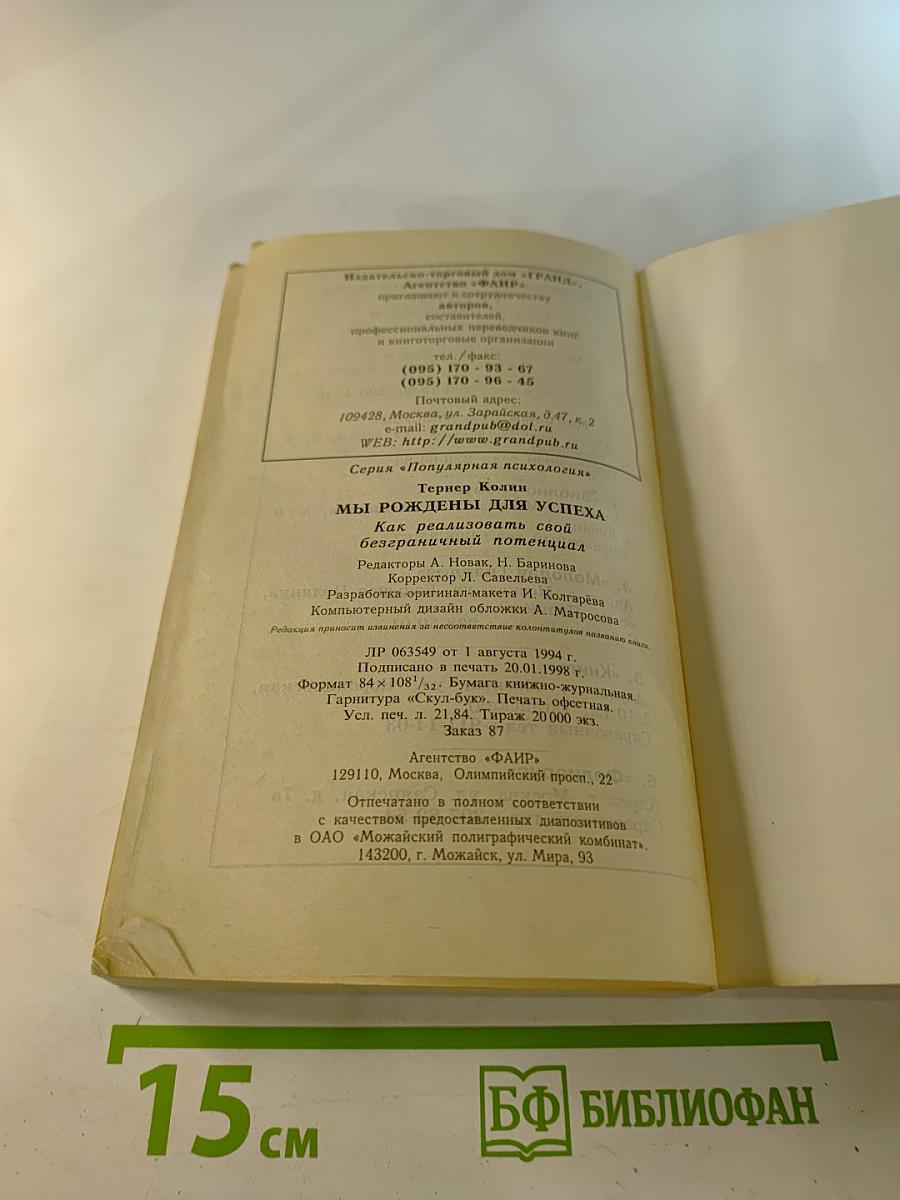 Издательско-торговый дом «ГРАНД»,
Агентство «ФАИР»
приглашают к сотрудничеству
авторов,
составителей,
профессиональных переводчиков книг
и книготорговые организации
тел./факс:
(095) 170 - 93 - 67
(095) 170 - 96 - 45
Почтовый адрес:
109428, Москва, ул. Зарайская, д.47, к. 2
e-mail: grandpub@dol.ru
WEB: http://www.grandpub.ru
Серия «Популярная психология»
Тернер Колин
МЫ РОЖДЕНЫ ДЛЯ УСПЕХА
Как реализовать свой
безграничный потенциал
Редакторы А. Новак, Н. Баринова
Корректор Л. Савельева
Разработка оригинал-макета И. Колгарёва
Компьютерный дизайн обложки А. Матросова
Редакция приносит извинения за несоответствие колонтитулов названию книги.
ЛР 063549 от 1 августа 1994 г.
Подписано в печать 20.01.1998 г.
Формат 84×108¹/₃₂. Бумага книжно-журнальная.
Гарнитура «Скул-бук». Печать офсетная.
Усл. печ. л. 21,84. Тираж 20 000 экз.
Заказ 87
Агентство «ФАИР»
129110, Москва, Олимпийский просп., 22
Отпечатано в полном соответствии
с качеством предоставленных диапозитивов
в ОАО «Можайский полиграфический комбинат».
143200, г. Можайск, ул. Мира, 93
15 см
БФ БИБЛИОФАН